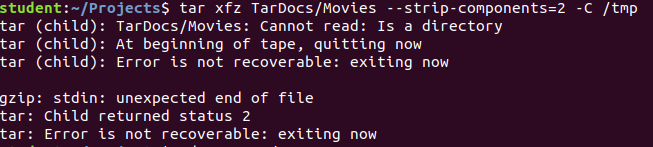 student:~/Projects$ tar xfz TarDocs/Movies --strip-components=2 -C /tmp
tar (child): TarDocs/Movies: Cannot read: Is a directory
tar (child): At beginning of tape, quitting now
tar (child): Error is not recoverable: exiting now
gzip: stdin: unexpected end of file
tar: Child returned status 2
tar: Error is not recoverable: exiting now